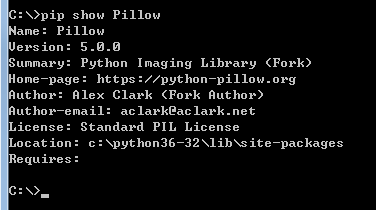 C:\>pip show Pillow
Name: Pillow
Version: 5.0.0
Summary: Python Imaging Library (Fork)
Home-page: https://python-pillow.org
Author: Alex Clark (Fork Author)
Author-email: aclark@aclark.net
License: Standard PIL License
Location: c:\python36-32\lib\site-packages
Requires:
C:\>_